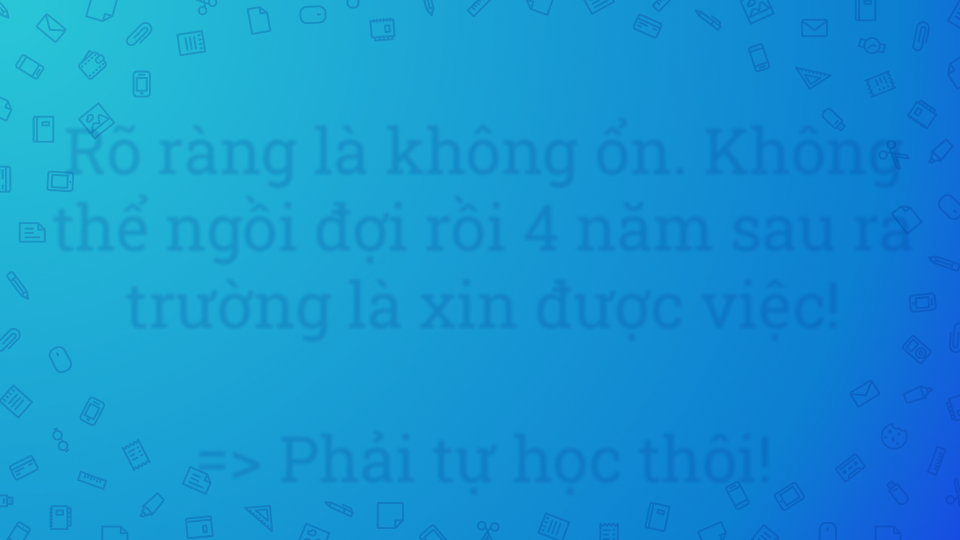 Rõ ràng là không ổn. Không
thể ngồi đợi rồi 4 năm sau ra
trường là xin được việc!
=> Phải tự học thôi!